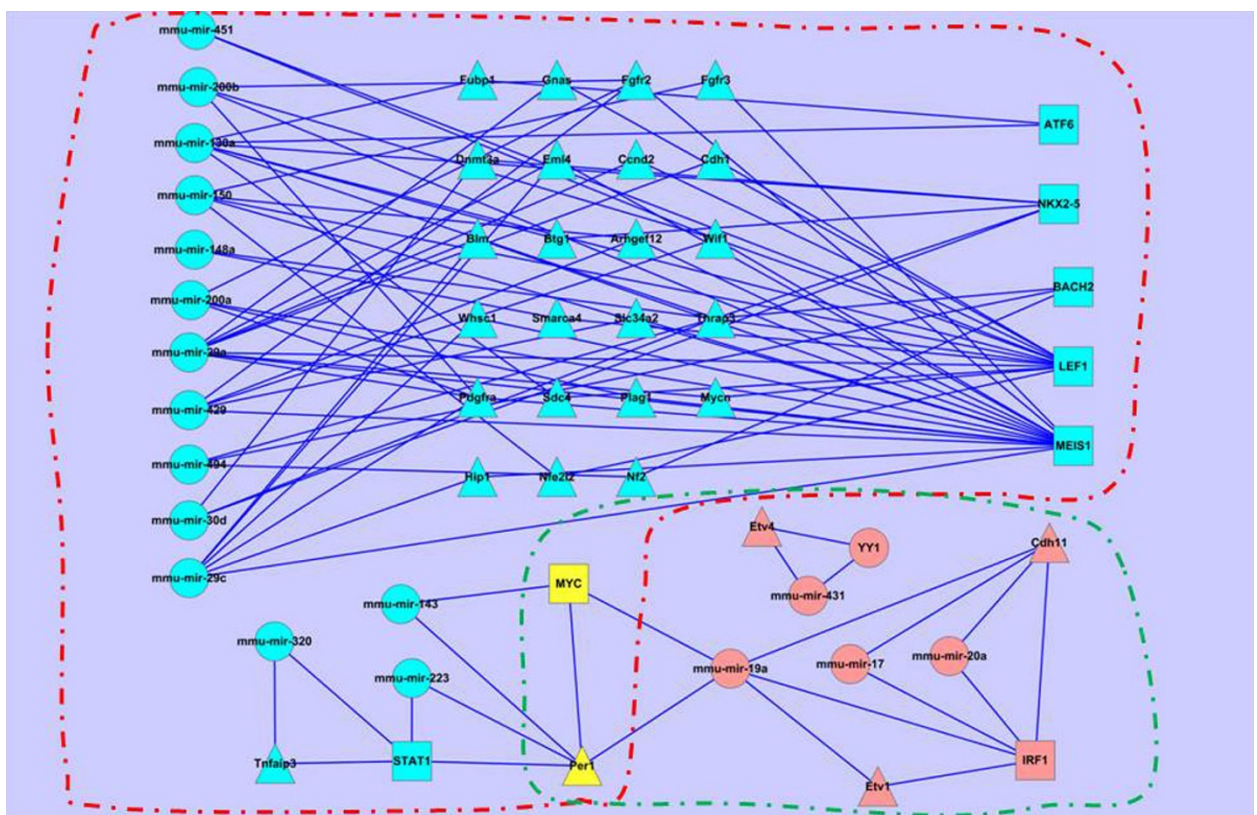 mmu-mir-451
mmu-mir-200b
Fubp1
Gnas
Fgfr2
Fgfr3
ATF6
mmu-mir-130a
Dnmt3a
Eml4
Ccnd2
Cdh1
mmu-mir-150
NKX2-5
mmu-mir-148a
Blm
Btg1
Arhgef12
Wif1
BACH2
mmu-mir-200a
Whsc1
Smarca4
Slc34a2
Thrap3
mmu-mir-29a
LEF1
mmu-mir-429
Pdgfra
Sdc4
Plag1
Mycn
MEIS1
mmu-mir-494
Hip1
Nfe2l2
Nf2
mmu-mir-30d
Etv4
YY1
Cdh11
mmu-mir-29c
MYC
mmu-mir-431
mmu-mir-143
mmu-mir-320
mmu-mir-223
mmu-mir-19a
mmu-mir-17
mmu-mir-20a
Tnfaip3
STAT1
Per1
IRF1
Etv1